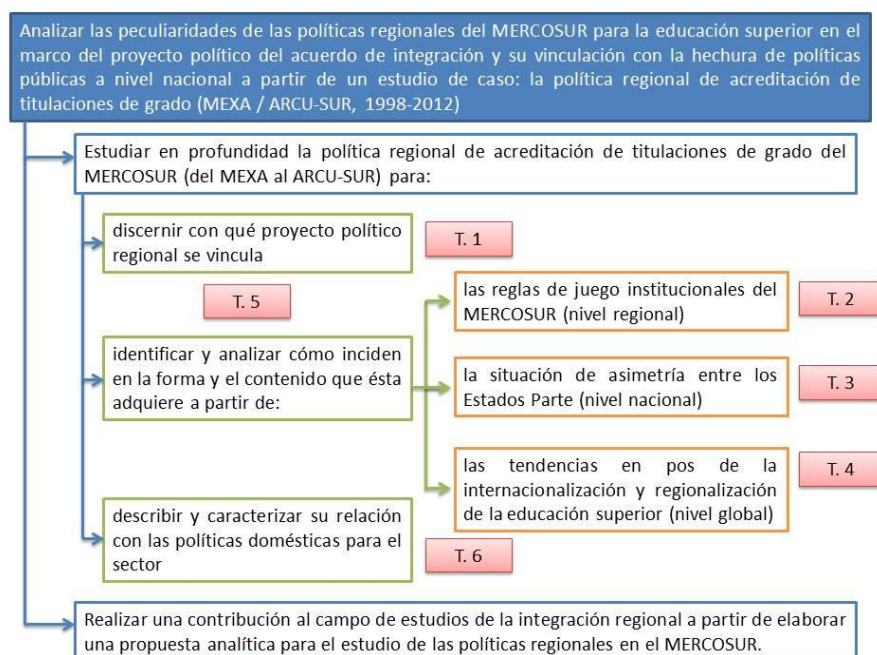 Analizar las peculiaridades de las políticas regionales del MERCOSUR para la educación superior en el
marco del proyecto político del acuerdo de integración y su vinculación con la hechura de políticas
públicas a nivel nacional a partir de un estudio de caso: la política regional de acreditación de
titulaciones de grado (MEXA / ARCU-SUR, 1998-2012)
Estudiar en profundidad la política regional de acreditación de titulaciones de grado del
MERCOSUR (del MEXA al ARCU-SUR) para:
discernir con qué proyecto político
regional se vincula
T. 1
T. 5
identificar y analizar cómo inciden
en la forma y el contenido que ésta
adquiere a partir de:
las reglas de juego institucionales del
MERCOSUR (nivel regional)
T. 2
la situación de asimetría entre los
Estados Parte (nivel nacional)
T. 3
las tendencias en pos de la
internacionalización y regionalización
de la educación superior (nivel global)
T. 4
describir y caracterizar su relación
con las políticas domésticas para el
sector
T. 6
Realizar una contribución al campo de estudios de la integración regional a partir de elaborar
una propuesta analítica para el estudio de las políticas regionales en el MERCOSUR.